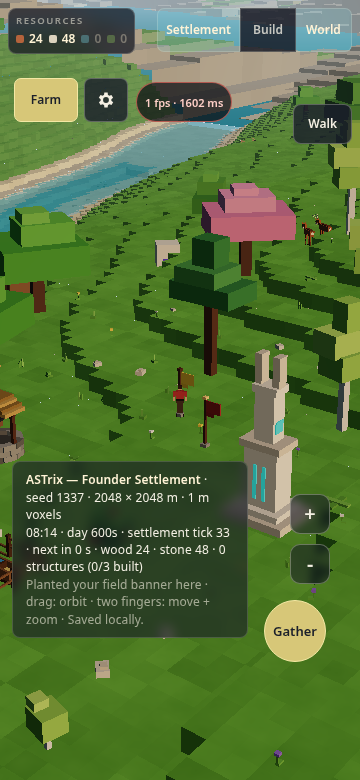 RESOURCES
24 48 0 0
Settlement Build World
Farm
1 fps · 1602 ms
Walk
ASTrix — Founder Settlement ·
seed 1337 · 2048 × 2048 m · 1 m
voxels
08:14 · day 600s · settlement tick 33
· next in 0 s · wood 24 · stone 48 · 0
structures (0/3 built)
Planted your field banner here ·
drag: orbit · two fingers: move +
zoom · Saved locally.
+
-
Gather